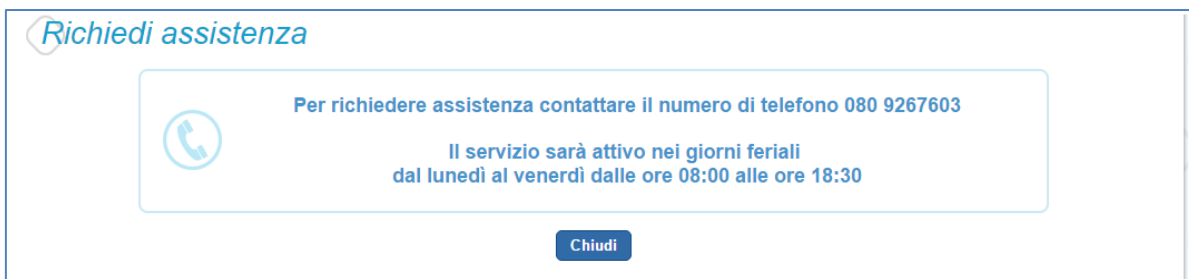 Richiedi assistenza
Per richiedere assistenza contattare il numero di telefono 080 9267603
Il servizio sarà attivo nei giorni feriali
dal lunedì al venerdì dalle ore 08:00 alle ore 18:30
Chiudi